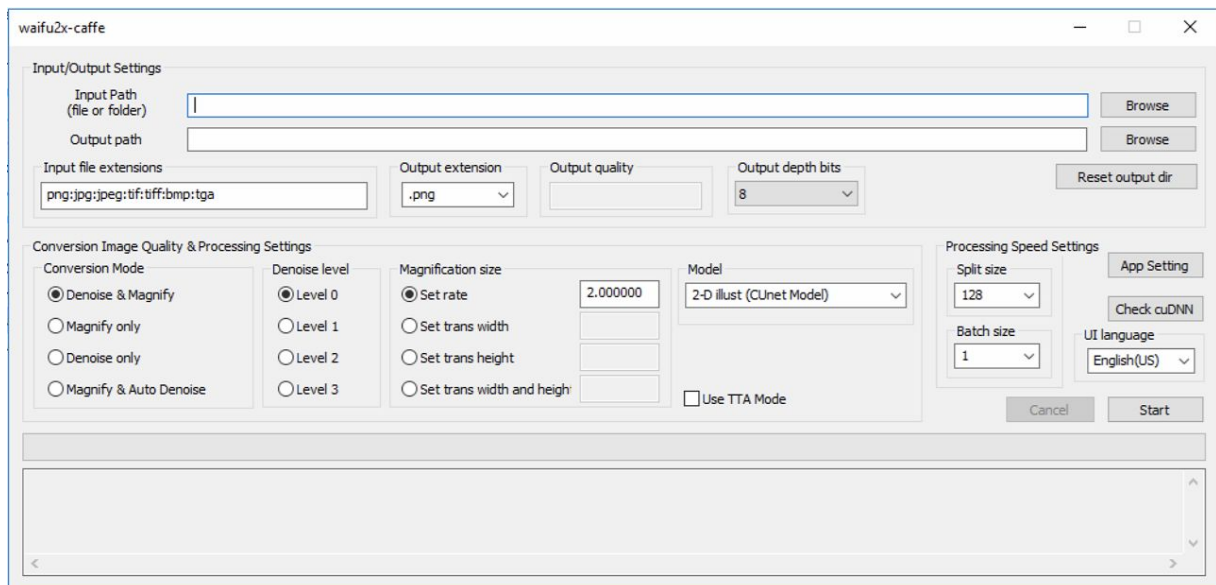 waifu2x-caffe
Input/Output Settings
Input Path
(file or folder)
Browse
Output path
Browse
Input file extensions
Output extension
Output quality
Output depth bits
Reset output dir
png:jpg:jpeg:tif:tiff:bmp:tga
.png
8
Conversion Image Quality & Processing Settings
Conversion Mode
Denoise & Magnify
Magnify only
Denoise only
Magnify & Auto Denoise
Denoise level
Level 0
Level 1
Level 2
Level 3
Magnification size
Set rate
2.000000
Set trans width
Set trans height
Set trans width and heigh
Model
2-D illust (CUnet Model)
Use TTA Mode
Processing Speed Settings
Split size
128
Batch size
1
App Setting
Check cuDNN
UI language
English(US)
Cancel
Start